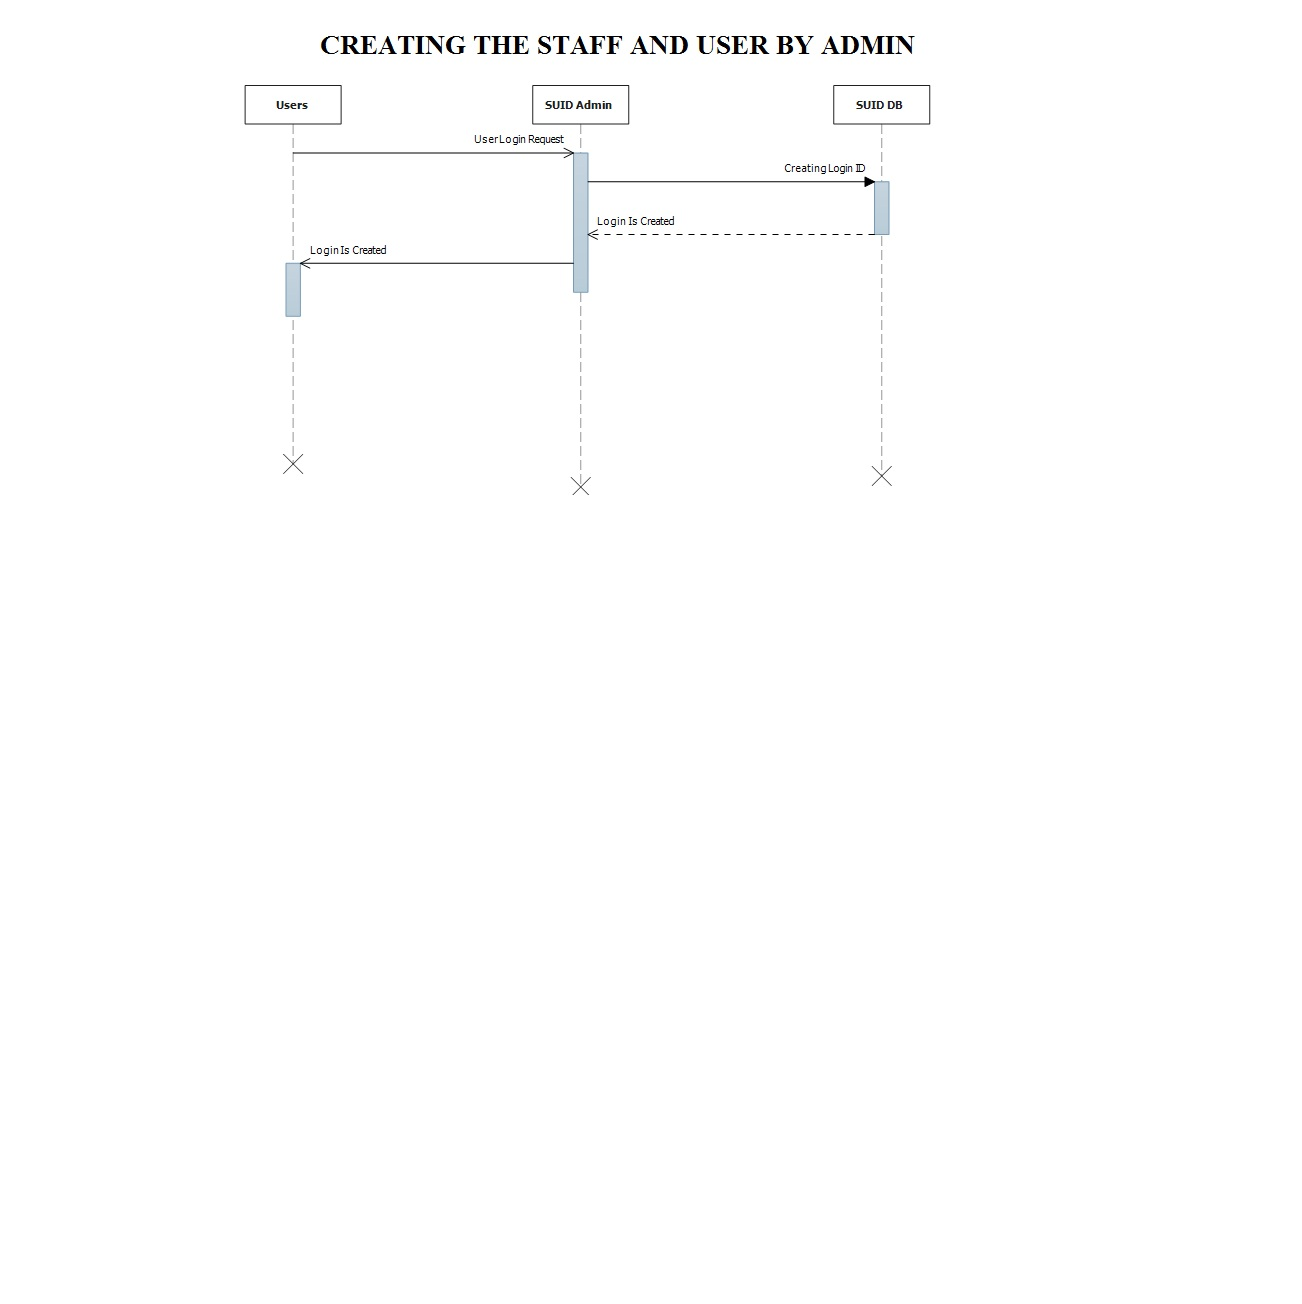 CREATING THE STAFF AND USER BY ADMIN
Users
SUID Admin
SUID DB
User Login Request
Creating Login ID
Login Is Created
Login Is Created